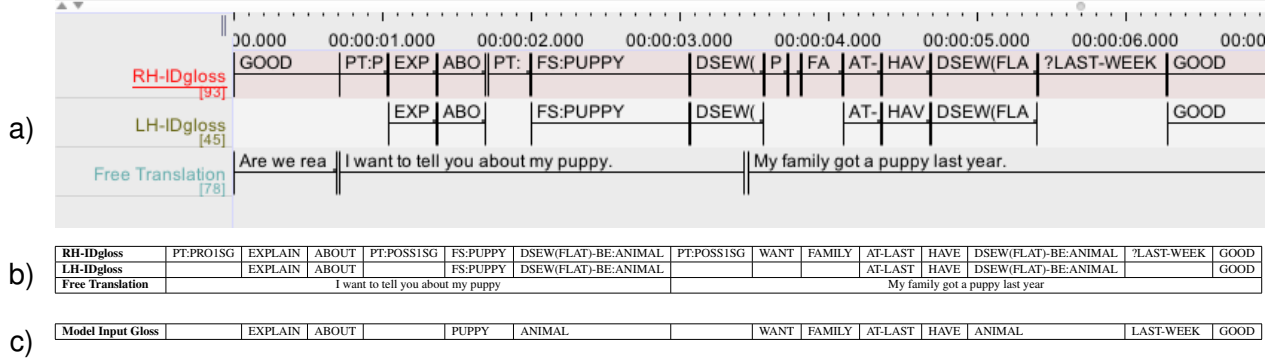 00.000 00:00:01.000 00:00:02.000 00:00:03.000 00:00:04.000 00:00:05.000 00:00:06.000 00:00
RH-IDgloss GOOD PT:P EXP ABO PT: FS:PUPPY DSEW( P FA AT- HAV DSEW(FLA ?LAST-WEEK GOOD
[93]
a)
LH-IDgloss EXP ABO FS:PUPPY DSEW( AT- HAV DSEW(FLA GOOD
[45]
Free Translation Are we rea I want to tell you about my puppy. My family got a puppy last year.
[78]
b)
RH-IDgloss PT:PRO1SG EXPLAIN ABOUT PT:POSS1SG FS:PUPPY DSEW(FLAT)-BE:ANIMAL PT:POSS1SG WANT FAMILY AT-LAST HAVE DSEW(FLAT)-BE:ANIMAL ?LAST-WEEK GOOD
LH-IDgloss EXPLAIN ABOUT FS:PUPPY DSEW(FLAT)-BE:ANIMAL AT-LAST HAVE DSEW(FLAT)-BE:ANIMAL GOOD
Free Translation I want to tell you about my puppy My family got a puppy last year
c)
Model Input Gloss EXPLAIN ABOUT PUPPY ANIMAL WANT FAMILY AT-LAST HAVE ANIMAL LAST-WEEK GOOD